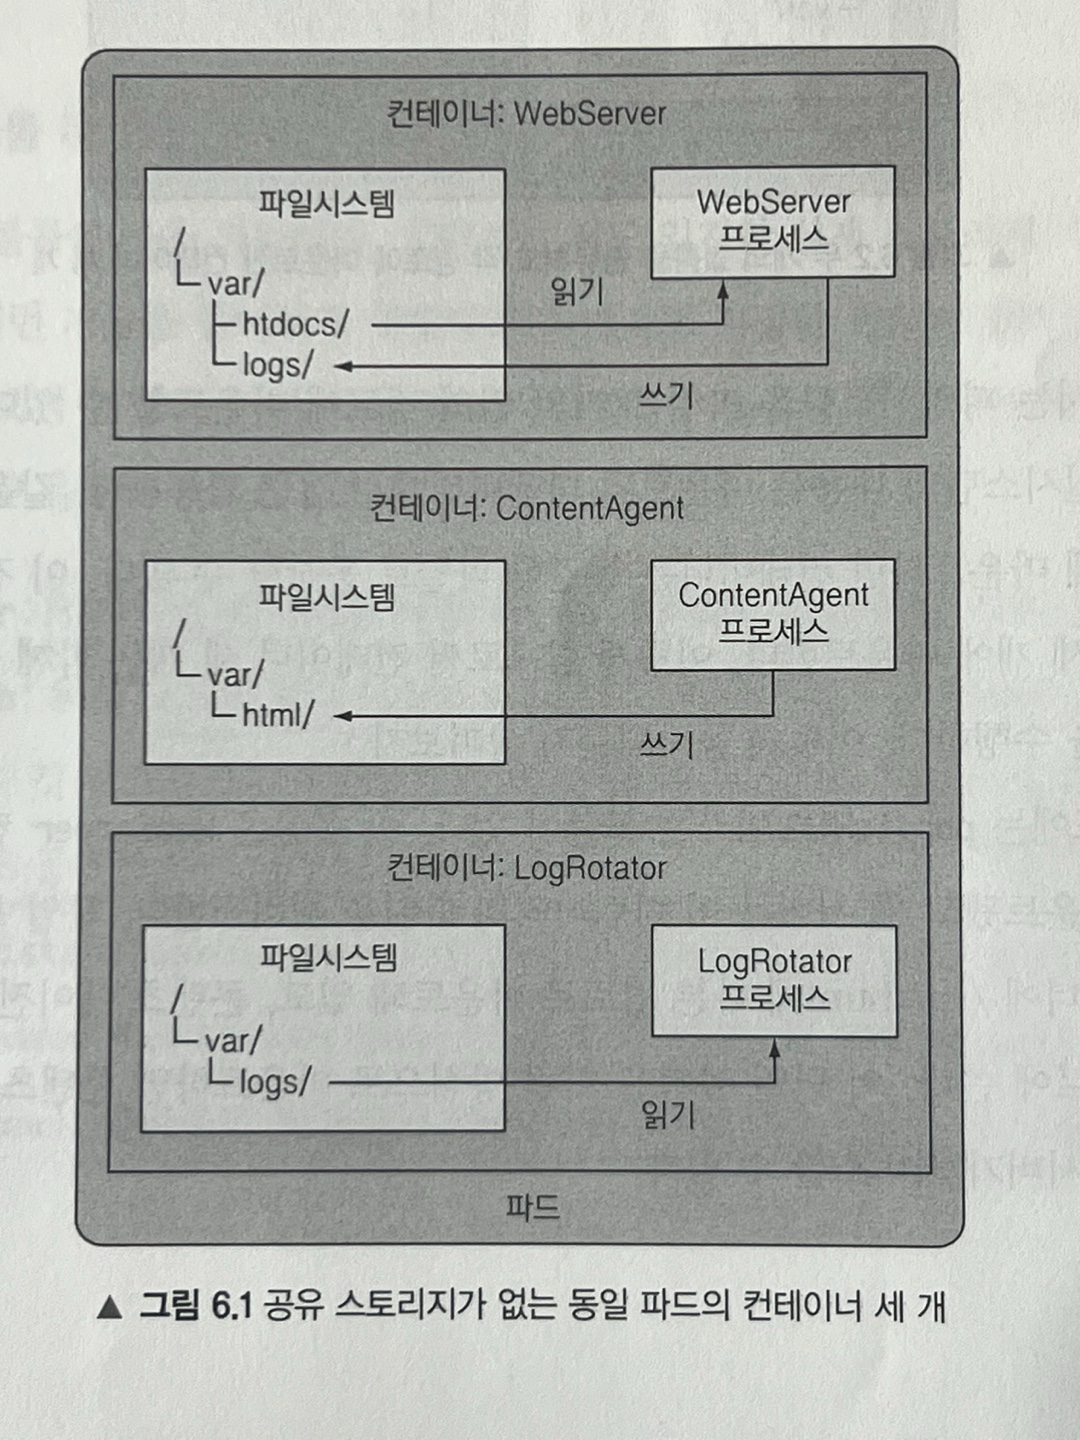 컨테이너: WebServer
파일시스템
/
var/
htdocs/
logs/
WebServer
프로세스
읽기
쓰기
컨테이너: ContentAgent
파일시스템
/
var/
html/
ContentAgent
프로세스
쓰기
컨테이너: LogRotator
파일시스템
/
var/
logs/
LogRotator
프로세스
읽기
파드
▲ 그림 6.1 공유 스토리지가 없는 동일 파드의 컨테이너 세 개